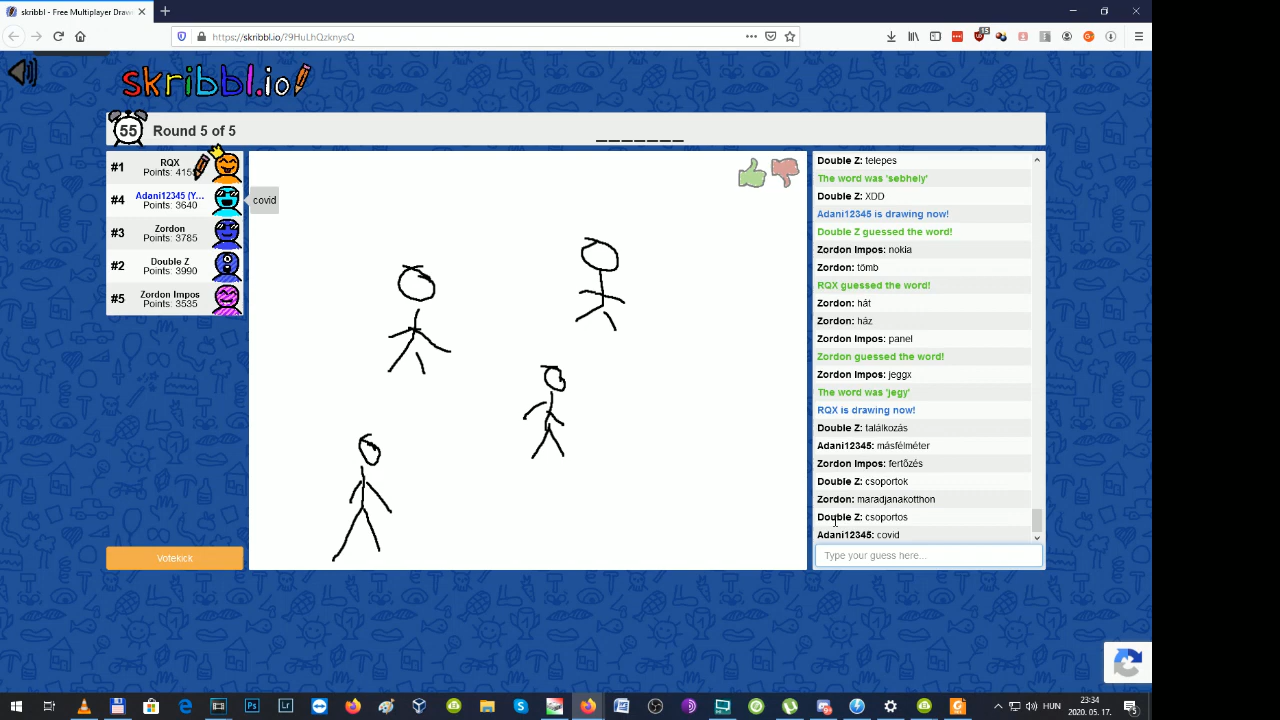 skribbl - Free Multiplayer Draw
https://skribbl.io/?9HuLhQzknysQ
15
skribbl.io
55
Round 5 of 5
_______
#1
RQX
Points: 4155
#4
Adani12345 (Y...
Points: 3640
covid
#3
Zordon
Points: 3785
#2
Double Z
Points: 3990
#5
Zordon Impos
Points: 3535
Votekick
Double Z: telepes
The word was 'sebhely'
Double Z: XDD
Adani12345 is drawing now!
Double Z guessed the word!
Zordon Impos: nokia
Zordon: tömb
RQX guessed the word!
Zordon: hát
Zordon: ház
Zordon Impos: panel
Zordon guessed the word!
Zordon Impos: jeggx
The word was 'jegy'
RQX is drawing now!
Double Z: találkozás
Adani12345: másfélméter
Zordon Impos: fertõzés
Double Z: csoportok
Zordon: maradjanakotthon
Double Z: csoportos
Adani12345: covid
Type your guess here...
HUN
23:34
2020. 05. 17.